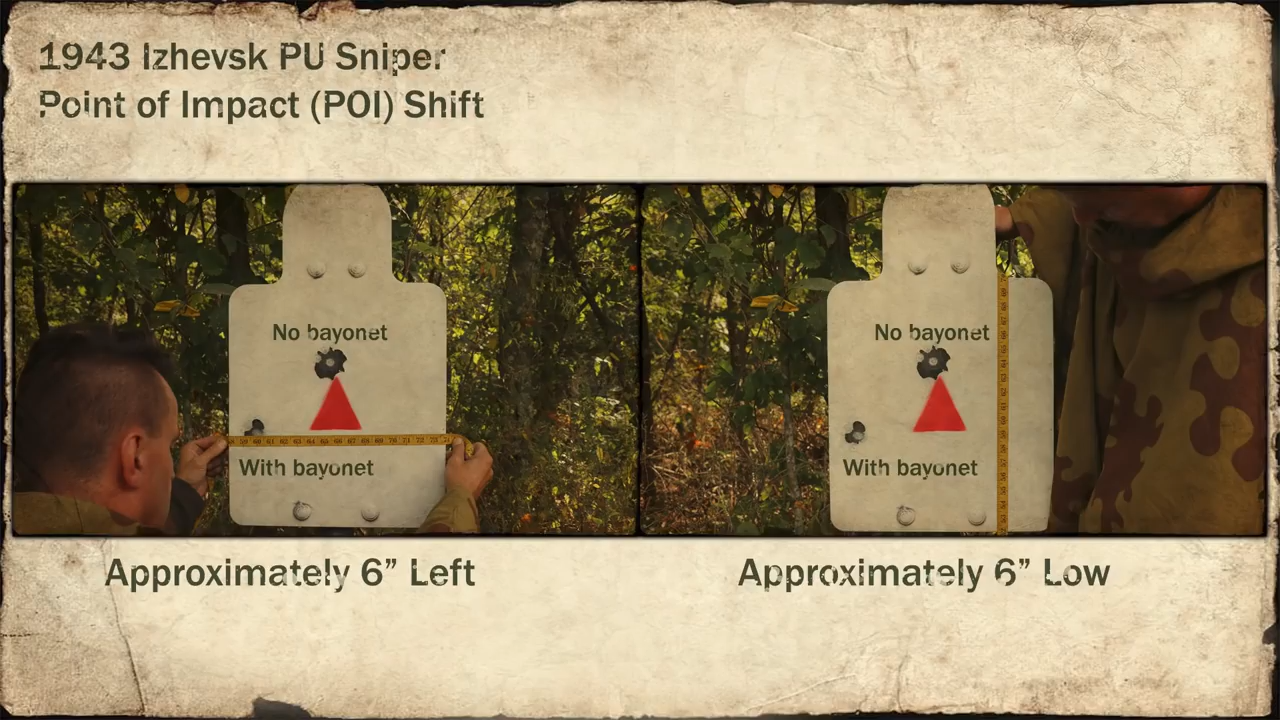 1943 Izhevsk PU Sniper
Point of Impact (POI) Shift
No bayonet
With bayonet
No bayonet
With bayonet
Approximately 6” Left
Approximately 6” Low